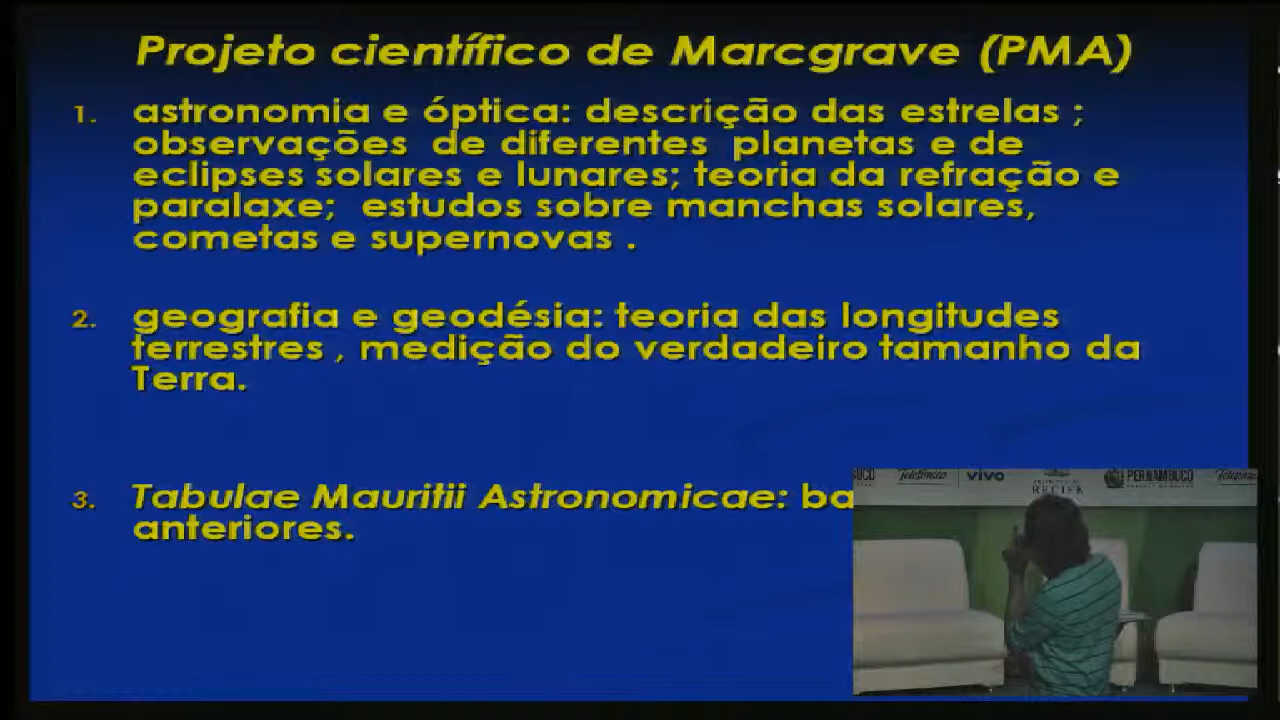 Projeto científico de Marcgrave (PMA)
1. astronomia e óptica: descrição das estrelas ;
observações de diferentes planetas e de
eclipses solares e lunares; teoria da refração e
paralaxe; estudos sobre manchas solares,
cometas e supernovas .
2. geografia e geodésia: teoria das longitudes
terrestres , medição do verdadeiro tamanho da
Terra.
3. Tabulae Mauritii Astronomicae: ba
anteriores.
Telefónica vivo RECIFE PERNAMBUCO